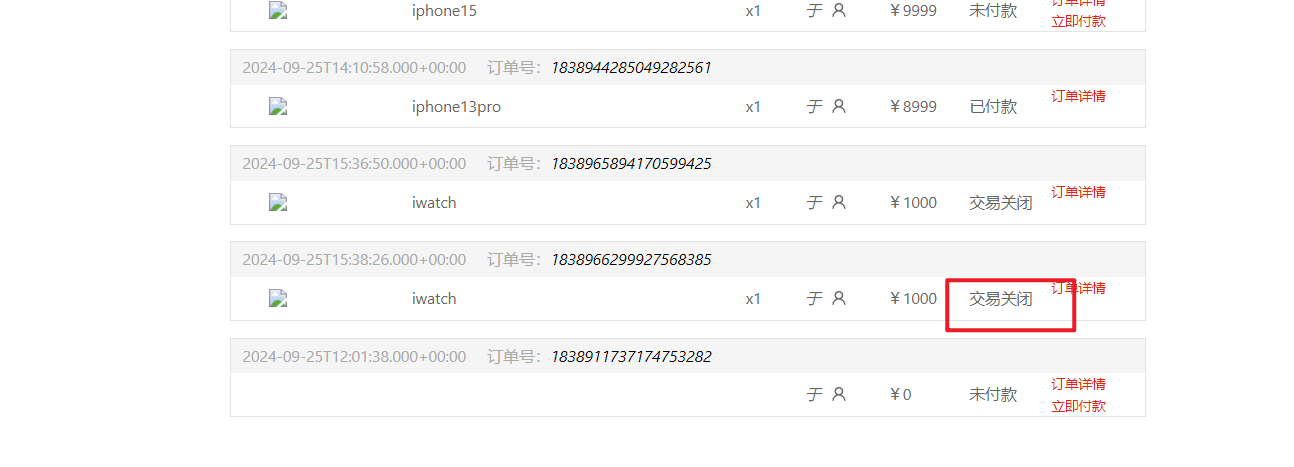 订单详情
iphone15 x1 于 ￥9999 未付款
立即付款
2024-09-25T14:10:58.000+00:00 订单号： 1838944285049282561
iphone13pro x1 于 ￥8999 已付款 订单详情
2024-09-25T15:36:50.000+00:00 订单号： 1838965894170599425
iwatch x1 于 ￥1000 交易关闭 订单详情
2024-09-25T15:38:26.000+00:00 订单号： 1838966299927568385
iwatch x1 于 ￥1000 交易关闭 订单详情
2024-09-25T12:01:38.000+00:00 订单号： 1838911737174753282
于 ￥0 未付款 订单详情
立即付款